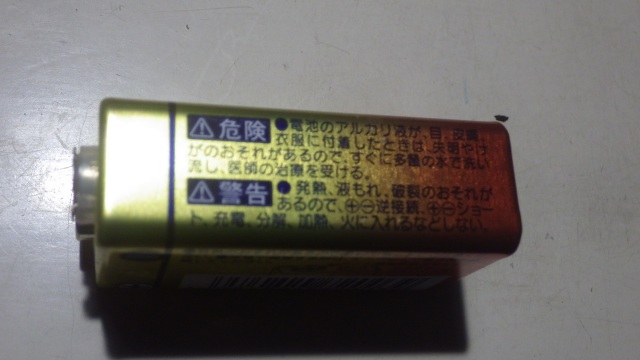 ⚠危険 ●電池のアルカリ液が、目、皮膚、
衣服に付着したときは、失明やけ
がのおそれがあるので、すぐに多量の水で洗い
流し、医師の治療を受ける。
⚠警告 ●発熱、液もれ、破裂のおそれが
あるので、⊕⊖逆接続、⊕⊖ショー
ト、充電、分解、加熱、火に入れるなどしない。